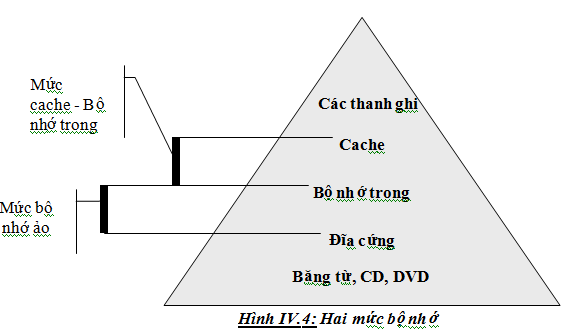 Mức
cache - Bộ
nhớ trong
Các thanh ghi
Cache
Bộ nhớ trong
Mức bộ
nhớ ảo
Đĩa cứng
Băng từ, CD, DVD
Hình IV.4: Hai mức bộ nhớ